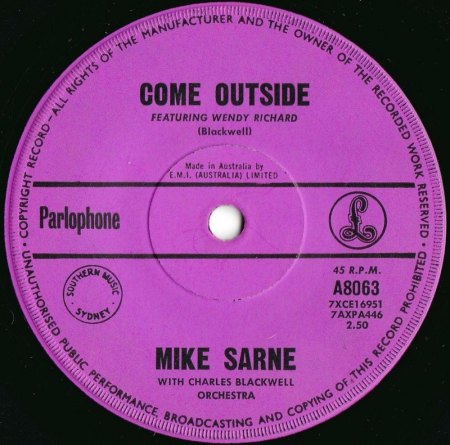 COPYRIGHT RECORD—ALL RIGHTS OF THE MANUFACTURER AND THE OWNER OF THE RECORDED WORK RESERVED · UNAUTHORISED PUBLIC PERFORMANCE, BROADCASTING AND COPYING OF THIS RECORD PROHIBITED ·
COME OUTSIDE
FEATURING WENDY RICHARD
(Blackwell)
Made in Australia by
E.M.I. (AUSTRALIA) LIMITED
Parlophone
£
45 R.P.M.
A8063
7XCE16951
7AXPA446
2.50
SOUTHERN MUSIC
SYDNEY
MIKE SARNE
WITH CHARLES BLACKWELL
ORCHESTRA